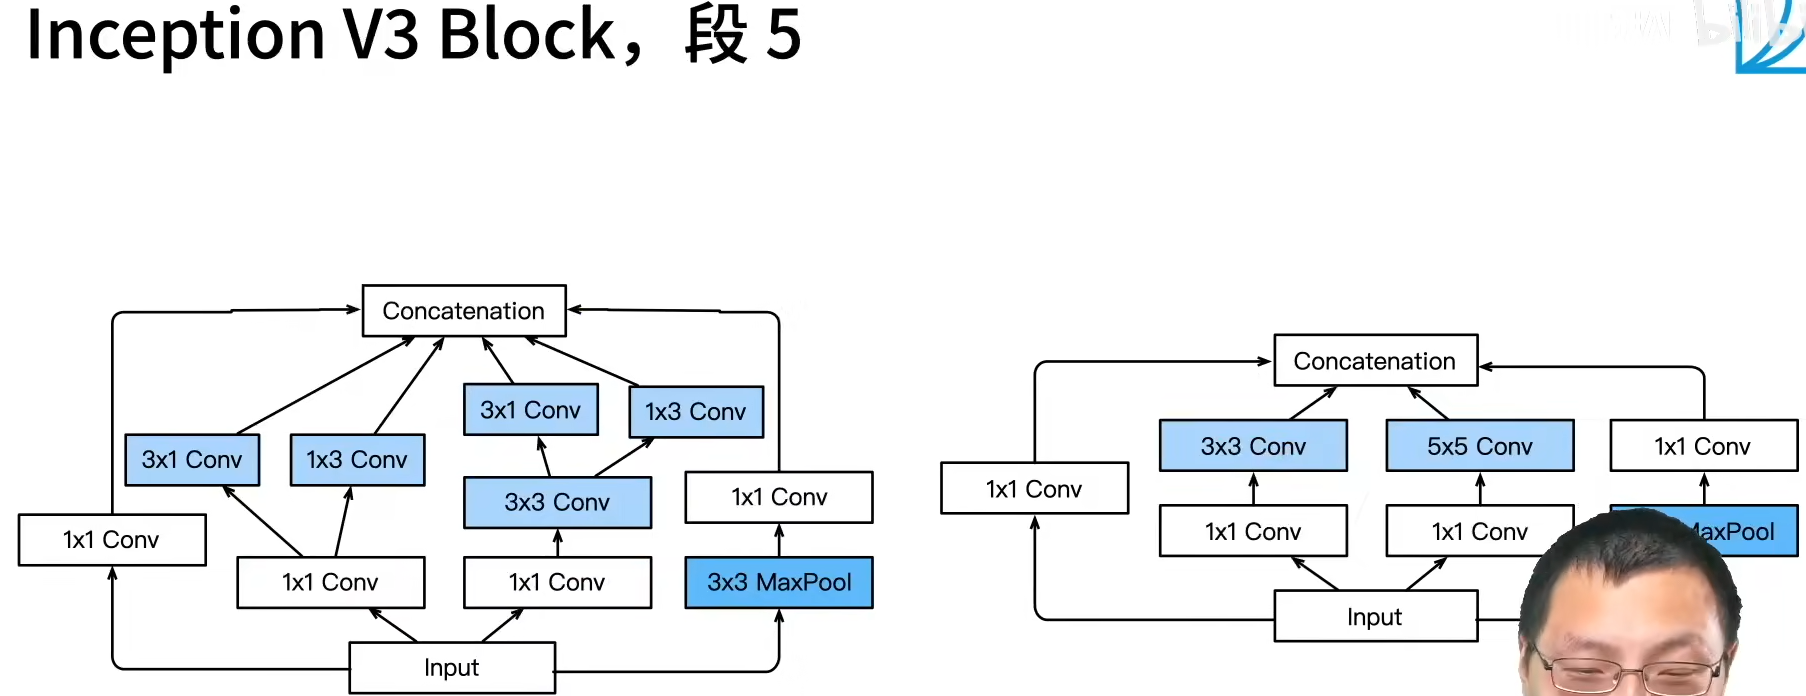 Inception V3 Block，段 5
Concatenation
3x1 Conv
1x3 Conv
3x1 Conv
1x3 Conv
3x3 Conv
1x1 Conv
1x1 Conv
1x1 Conv
1x1 Conv
3x3 MaxPool
Input
Concatenation
3x3 Conv
5x5 Conv
1x1 Conv
1x1 Conv
1x1 Conv
1x1 Conv
Input